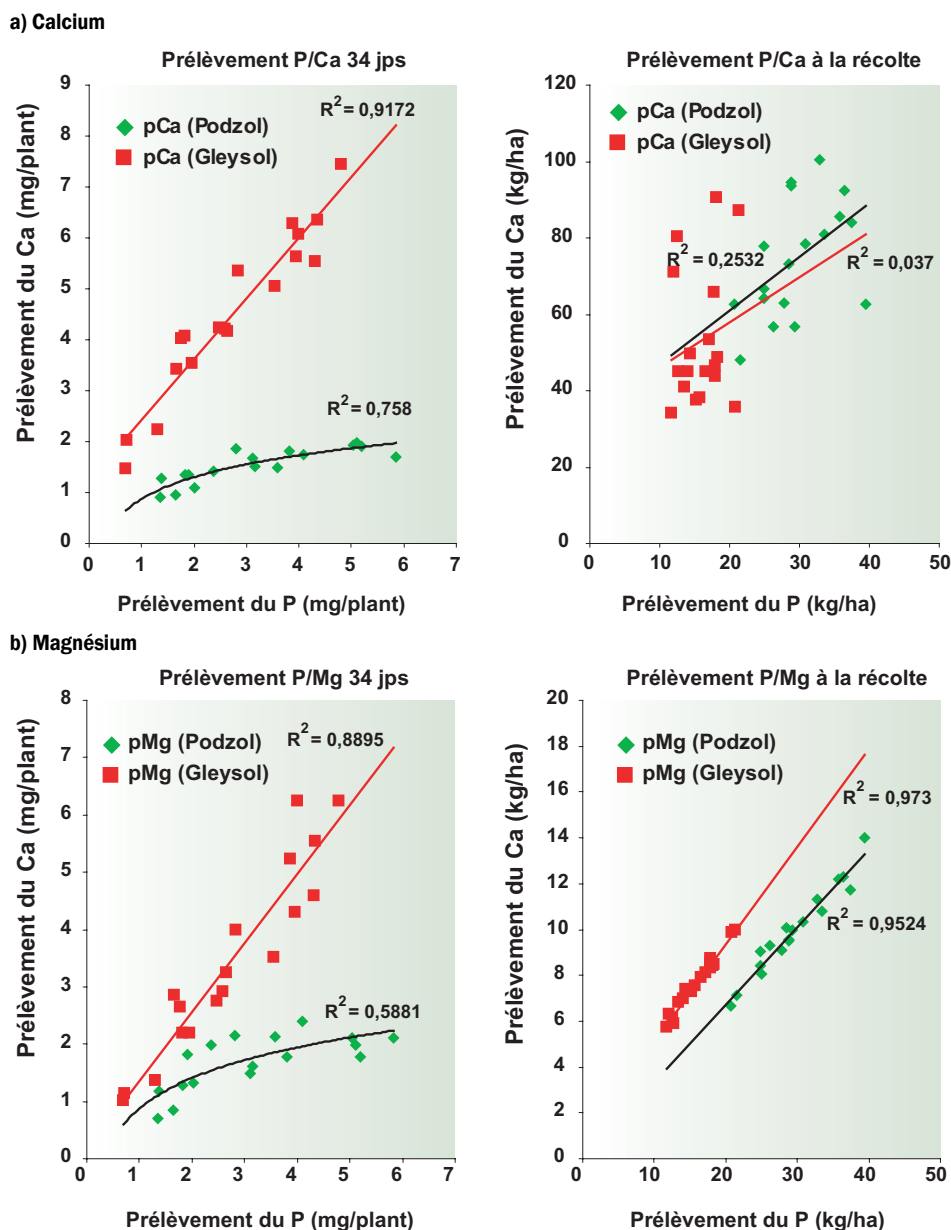 a) Calcium
Prélèvement P/Ca 34 jps
9
8
7
6
5
4
3
2
1
0
Prélèvement du Ca (mg/plant)
pCa (Podzol)
pCa (Gleysol)
R² = 0,9172
R² = 0,758
0 1 2 3 4 5 6 7
Prélèvement du P (mg/plant)
Prélèvement P/Ca à la récolte
120
100
80
60
40
20
0
Prélèvement du Ca (kg/ha)
pCa (Podzol)
pCa (Gleysol)
R² = 0,2532
R² = 0,037
0 10 20 30 40 50
Prélèvement du P (kg/ha)
b) Magnésium
Prélèvement P/Mg 34 jps
8
7
6
5
4
3
2
1
0
Prélèvement du Ca (mg/plant)
pMg (Podzol)
pMg (Gleysol)
R² = 0,8895
R² = 0,5881
0 1 2 3 4 5 6 7
Prélèvement du P (mg/plant)
Prélèvement P/Mg à la récolte
20
18
16
14
12
10
8
6
4
2
0
Prélèvement du Ca (kg/ha)
pMg (Podzol)
pMg (Gleysol)
R² = 0,973
R² = 0,9524
0 10 20 30 40 50
Prélèvement du P (kg/ha)